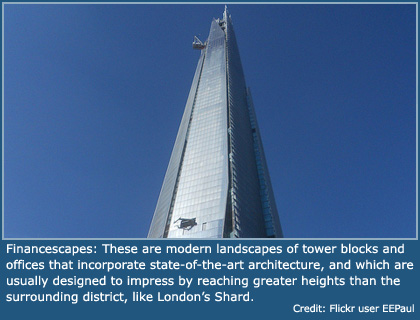 Financescapes: These are modern landscapes of tower blocks and
offices that incorporate state-of-the-art architecture, and which are
usually designed to impress by reaching greater heights than the
surrounding district, like London’s Shard.
Credit: Flickr user EEPaul